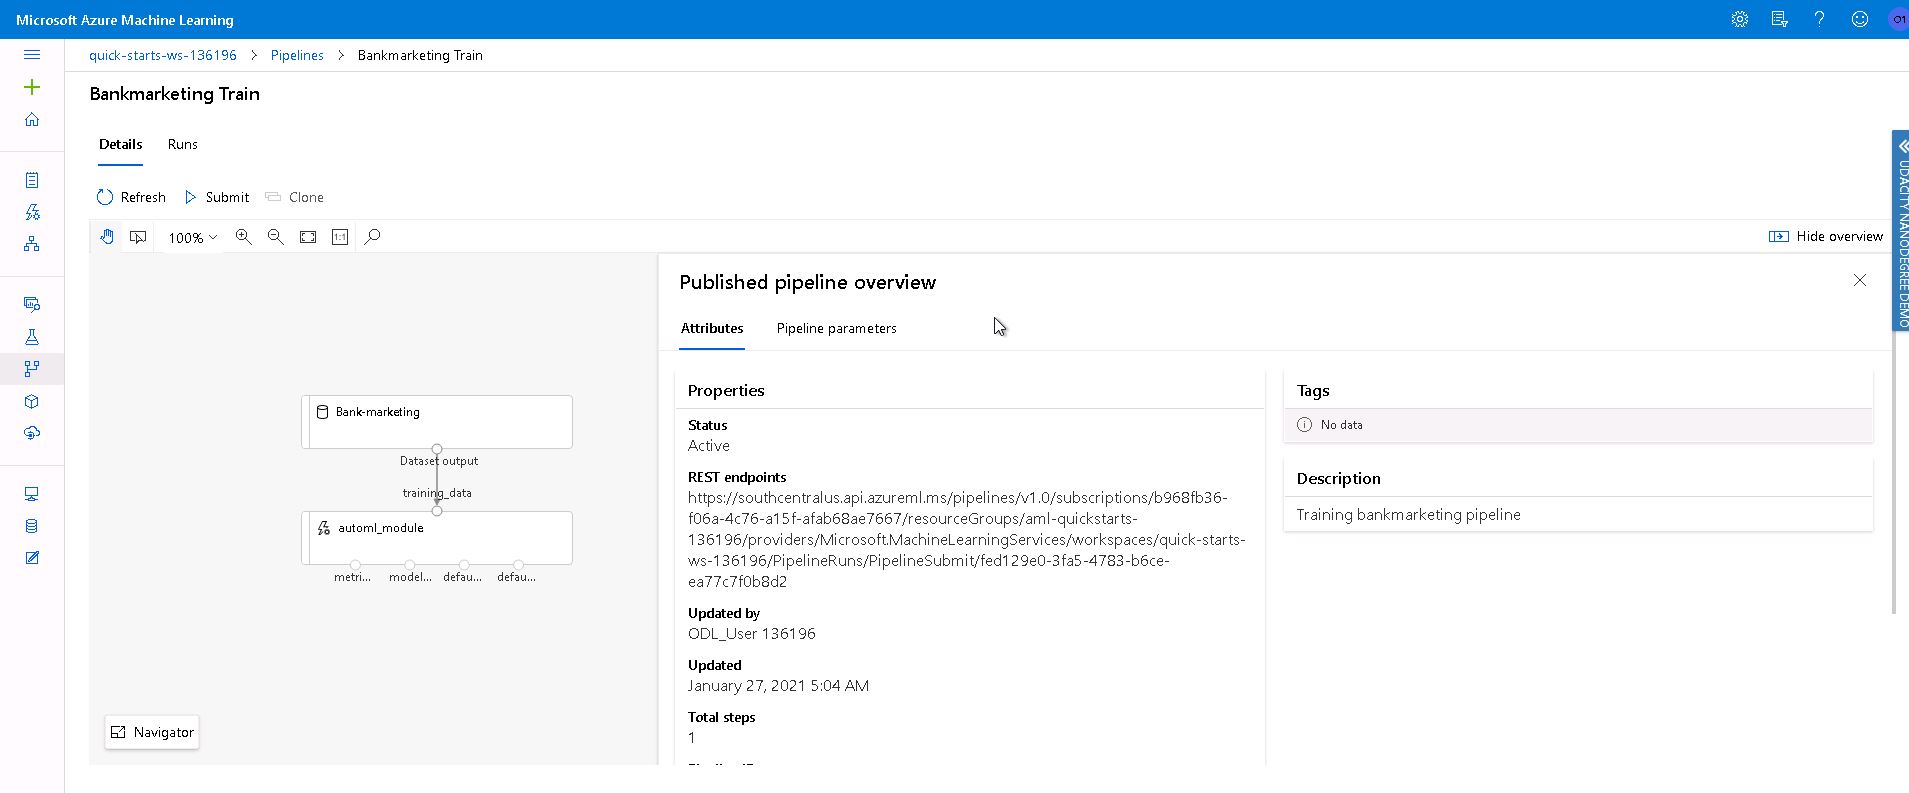 Microsoft Azure Machine Learning
01
quick-starts-ws-136196 > Pipelines > Bankmarketing Train
Bankmarketing Train
Details Runs
Refresh Submit Clone
100% 1:1 Hide overview
UDACITY NANODEGREE DEMO
Published pipeline overview
Attributes Pipeline parameters
Bank-marketing
Dataset output
training_data
automl_module
metri... model... defau... defau...
Navigator
Properties
Status
Active
REST endpoints
https://southcentralus.api.azureml.ms/pipelines/v1.0/subscriptions/b968fb36-
f06a-4c76-a15f-afab68ae7667/resourceGroups/aml-quickstarts-
136196/providers/Microsoft.MachineLearningServices/workspaces/quick-starts-
ws-136196/PipelineRuns/PipelineSubmit/fed129e0-3fa5-4783-b6ce-
ea77c7f0b8d2
Updated by
ODL_User 136196
Updated
January 27, 2021 5:04 AM
Total steps
1
Tags
No data
Description
Training bankmarketing pipeline